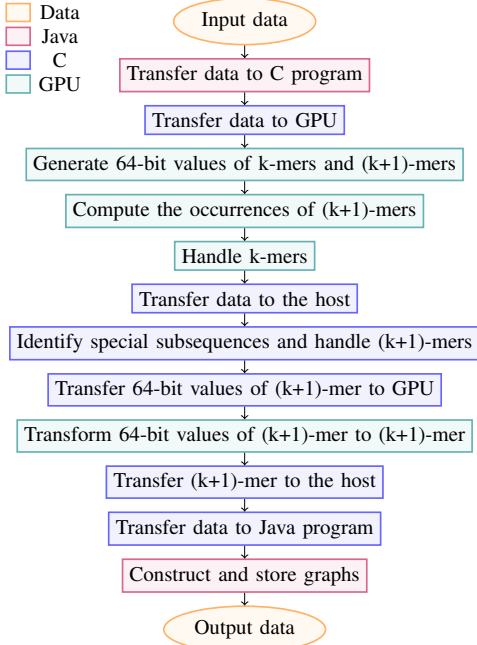 Data
Java
C
GPU
Input data
Transfer data to C program
Transfer data to GPU
Generate 64-bit values of k-mers and (k+1)-mers
Compute the occurrences of (k+1)-mers
Handle k-mers
Transfer data to the host
Identify special subsequences and handle (k+1)-mers
Transfer 64-bit values of (k+1)-mer to GPU
Transform 64-bit values of (k+1)-mer to (k+1)-mer
Transfer (k+1)-mer to the host
Transfer data to Java program
Construct and store graphs
Output data